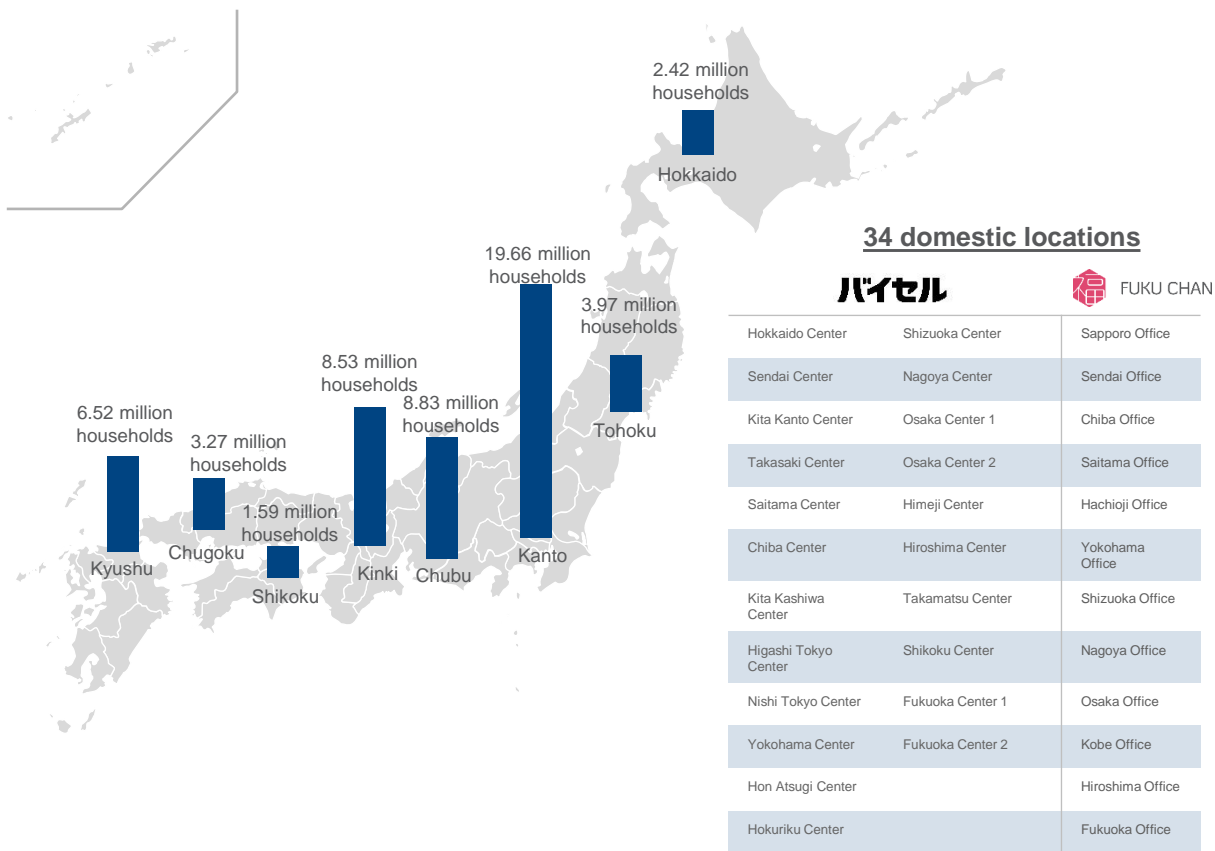 2.42 million
households
Hokkaido
19.66 million
households
3.97 million
households
Tohoku
8.53 million
households
8.83 million
households
6.52 million
households
3.27 million
households
1.59 million
households
Kyushu
Chugoku
Shikoku
Kinki
Chubu
Kanto
34 domestic locations
バイセル
福 FUKU CHAN
Hokkaido Center Shizuoka Center Sapporo Office
Sendai Center Nagoya Center Sendai Office
Kita Kanto Center Osaka Center 1 Chiba Office
Takasaki Center Osaka Center 2 Saitama Office
Saitama Center Himeji Center Hachioji Office
Chiba Center Hiroshima Center Yokohama
Office
Kita Kashiwa
Center Takamatsu Center Shizuoka Office
Higashi Tokyo
Center Shikoku Center Nagoya Office
Nishi Tokyo Center Fukuoka Center 1 Osaka Office
Yokohama Center Fukuoka Center 2 Kobe Office
Hon Atsugi Center Hiroshima Office
Hokuriku Center Fukuoka Office